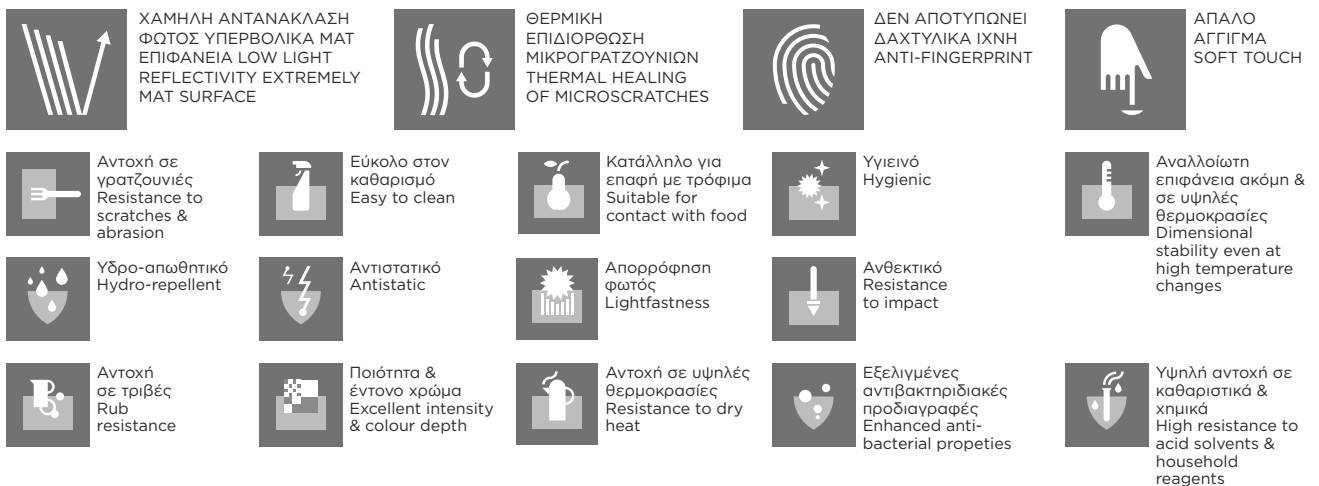 ΧΑΜΗΛΗ ΑΝΤΑΝΑΚΛΑΣΗ
ΦΩΤΟΣ ΥΠΕΡΒΟΛΙΚΑ ΜΑΤ
ΕΠΙΦΑΝΕΙΑ LOW LIGHT
REFLECTIVITY EXTREMELY
MAT SURFACE
ΘΕΡΜΙΚΗ
ΕΠΙΔΙΟΡΘΩΣΗ
ΜΙΚΡΟΓΡΑΤΖΟΥΝΙΩΝ
THERMAL HEALING
OF MICROSCRATCHES
ΔΕΝ ΑΠΟΤΥΠΩΝΕΙ
ΔΑΧΤΥΛΙΚΑ ΙΧΝΗ
ANTI-FINGERPRINT
ΑΠΑΛΟ
ΑΓΓΙΓΜΑ
SOFT TOUCH
Αντοχή σε
γρατζουνιές
Resistance to
scratches &
abrasion
Εύκολο στον
καθαρισμό
Easy to clean
Κατάλληλο για
επαφή με τρόφιμα
Suitable for
contact with food
Υγιεινό
Hygienic
Αναλλοίωτη
επιφάνεια ακόμη &
σε υψηλές
θερμοκρασίες
Dimensional
stability even at
high temperature
changes
Υδρο-απωθητικό
Hydro-repellent
Αντιστατικό
Antistatic
Απορρόφηση
φωτός
Lightfastness
Ανθεκτικό
Resistance
to impact
Αντοχή
σε τριβές
Rub
resistance
Ποιότητα &
έντονο χρώμα
Excellent intensity
& colour depth
Αντοχή σε υψηλές
θερμοκρασίες
Resistance to dry
heat
Εξελιγμένες
αντιβακτηριδιακές
προδιαγραφές
Enhanced anti-
bacterial propeties
Υψηλή αντοχή σε
καθαριστικά &
χημικά
High resistance to
acid solvents &
household
reagents